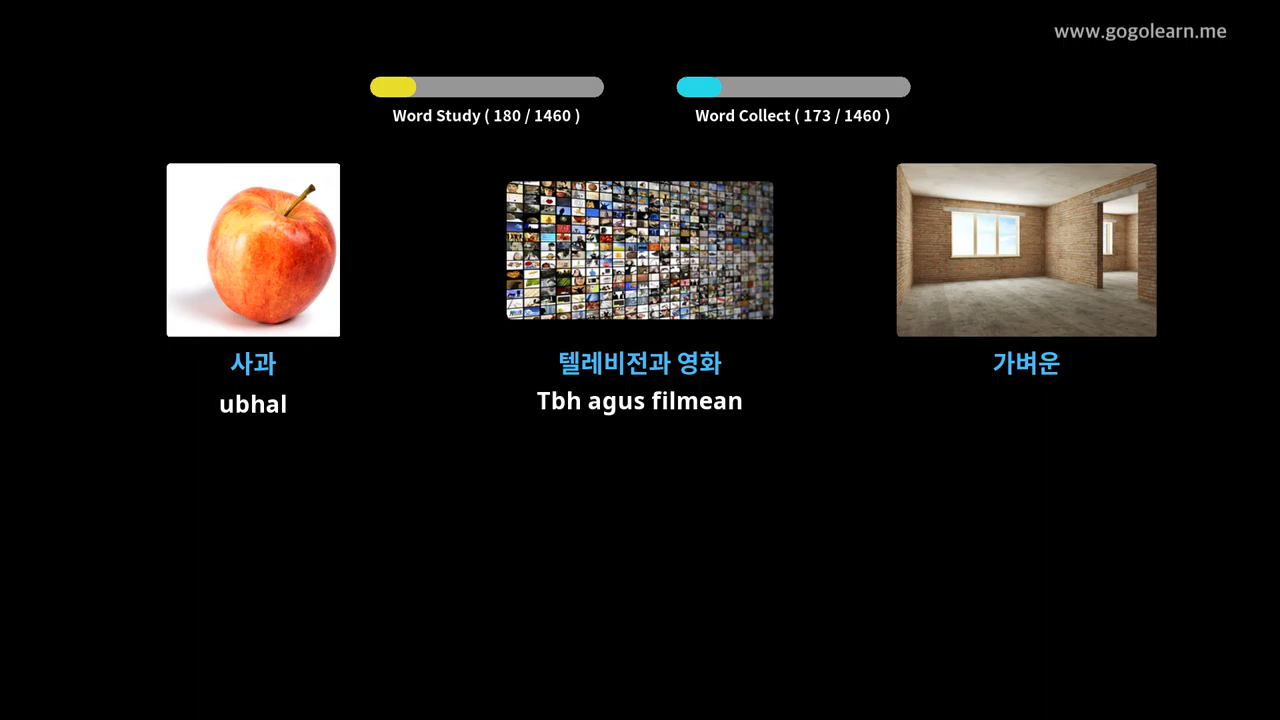 www.gogolearn.me
Word Study ( 180 / 1460 )
Word Collect ( 173 / 1460 )
사과
텔레비전과 영화
가벼운
ubhal
Tbh agus filmean